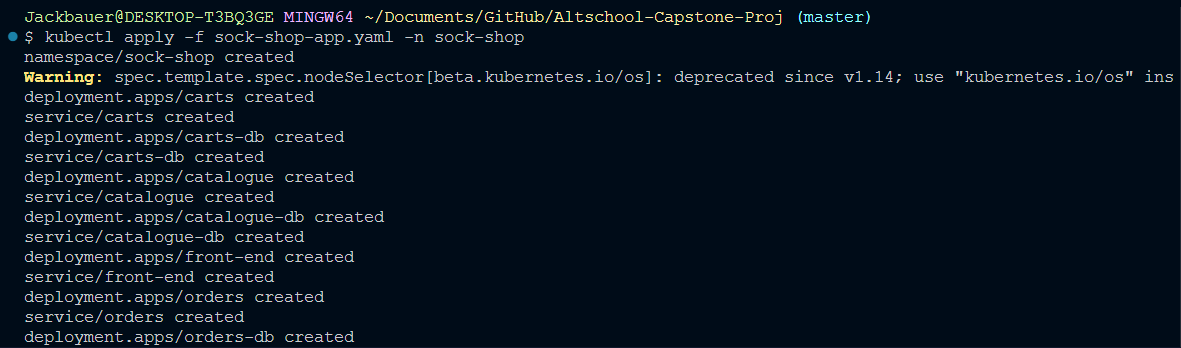 Jackbauer@DESKTOP-T3BQ3GE MINGW64 ~/Documents/GitHub/Altschool-Capstone-Proj (master)
$ kubectl apply -f sock-shop-app.yaml -n sock-shop
namespace/sock-shop created
Warning: spec.template.spec.nodeSelector[beta.kubernetes.io/os]: deprecated since v1.14; use "kubernetes.io/os" ins
deployment.apps/carts created
service/carts created
deployment.apps/carts-db created
service/carts-db created
deployment.apps/catalogue created
service/catalogue created
deployment.apps/catalogue-db created
service/catalogue-db created
deployment.apps/front-end created
service/front-end created
deployment.apps/orders created
service/orders created
deployment.apps/orders-db created